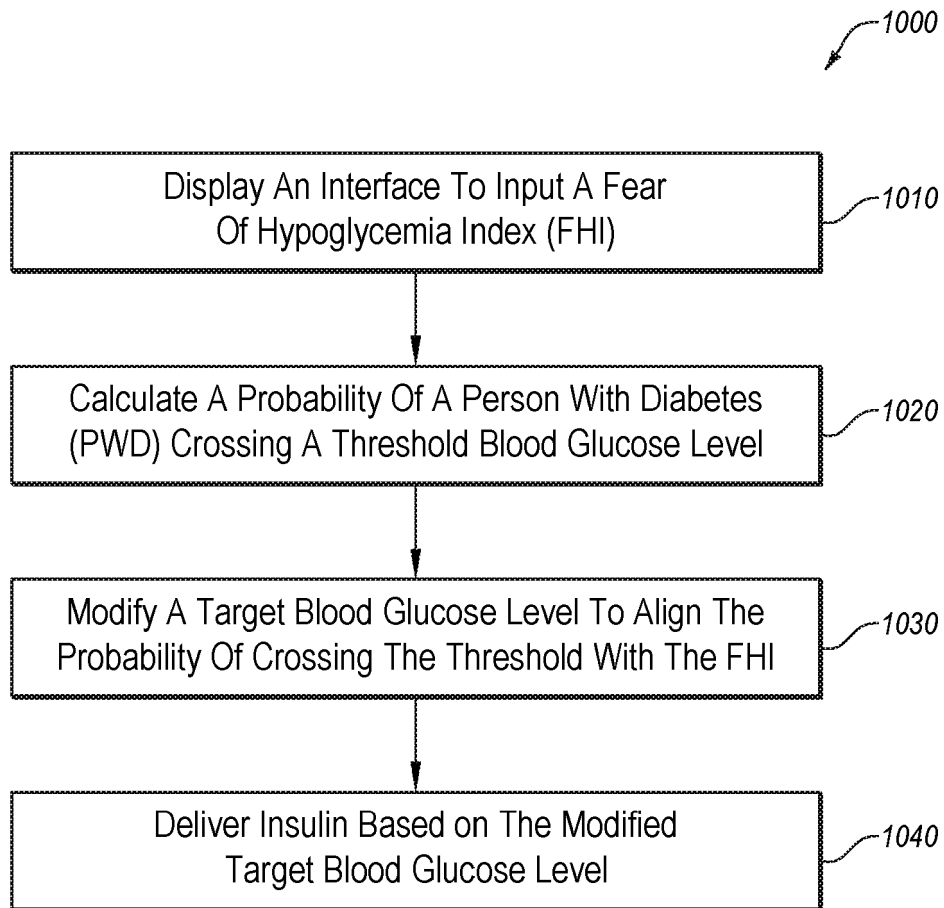 1000
Display An Interface To Input A Fear
Of Hypoglycemia Index (FHI)
1010
Calculate A Probability Of A Person With Diabetes
(PWD) Crossing A Threshold Blood Glucose Level
1020
Modify A Target Blood Glucose Level To Align The
Probability Of Crossing The Threshold With The FHI
1030
Deliver Insulin Based on The Modified
Target Blood Glucose Level
1040